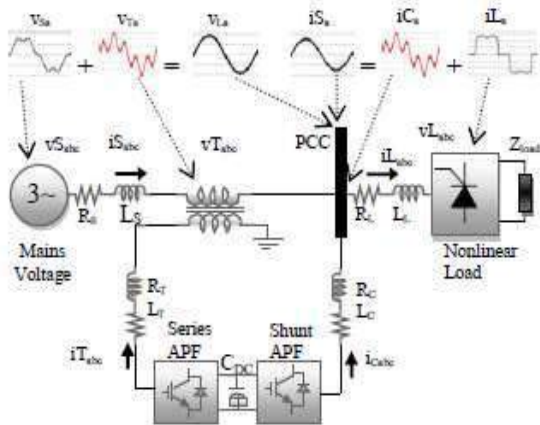 vSa vTa vLa iSa iCa iLa
+ = = +
vSabc iSabc vTabc PCC iLabc vLabc Zload
3~
RS LS RL LL
Mains
Voltage
Nonlinear
Load
RT
LT
RC
LC
Series
APF
Shunt
APF
iTabc CDC iCabc